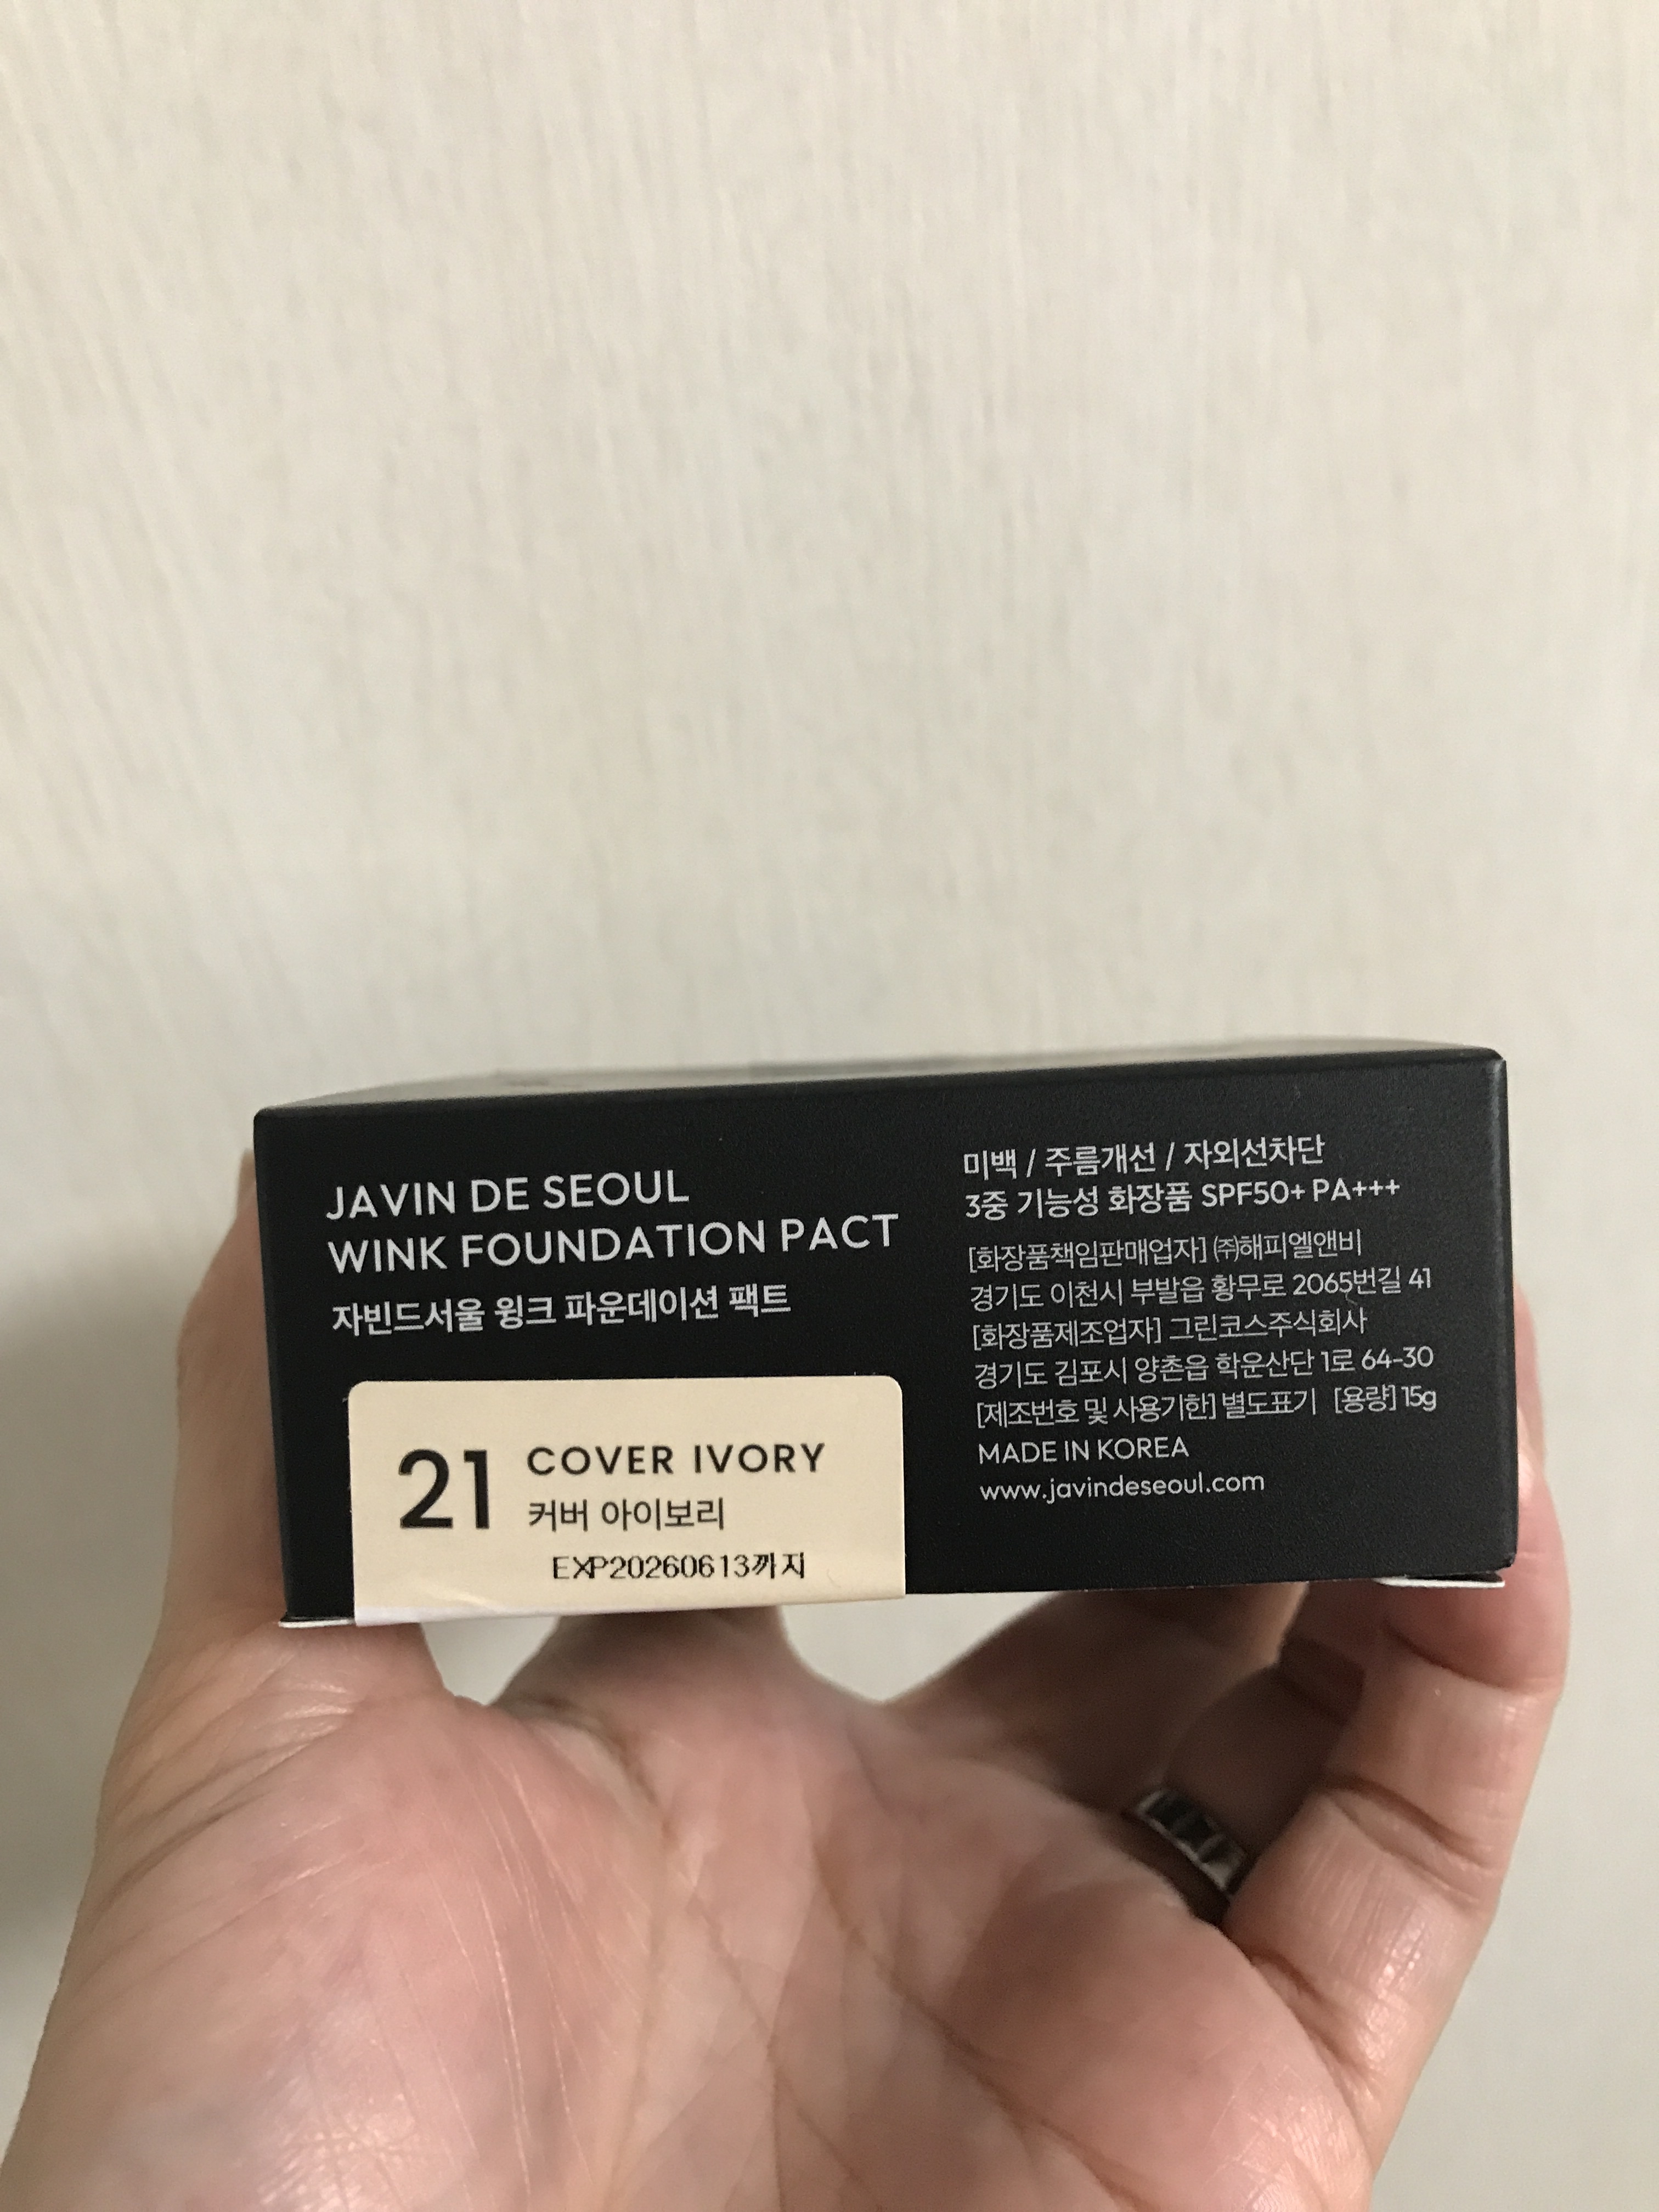 JAVIN DE SEOUL
WINK FOUNDATION PACT
자빈드서울 윙크 파운데이션 팩트
21 COVER IVORY
커버 아이보리
EXP20260613까지
미백 / 주름개선 / 자외선차단
3중 기능성 화장품 SPF50+ PA+++
[화장품책임판매업자] ㈜해피엘앤비
경기도 이천시 부발읍 황무로 2065번길 41
[화장품제조업자] 그린코스주식회사
경기도 김포시 양촌읍 학운산단 1로 64-30
[제조번호 및 사용기한] 별도표기 [용량] 15g
MADE IN KOREA
www.javindeseoul.com